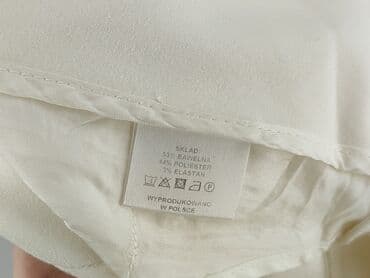 SKŁAD:
53% BAWEŁNA
44% POLIESTER
3% ELASTAN
WYPRODUKOWANO
W POLSCE